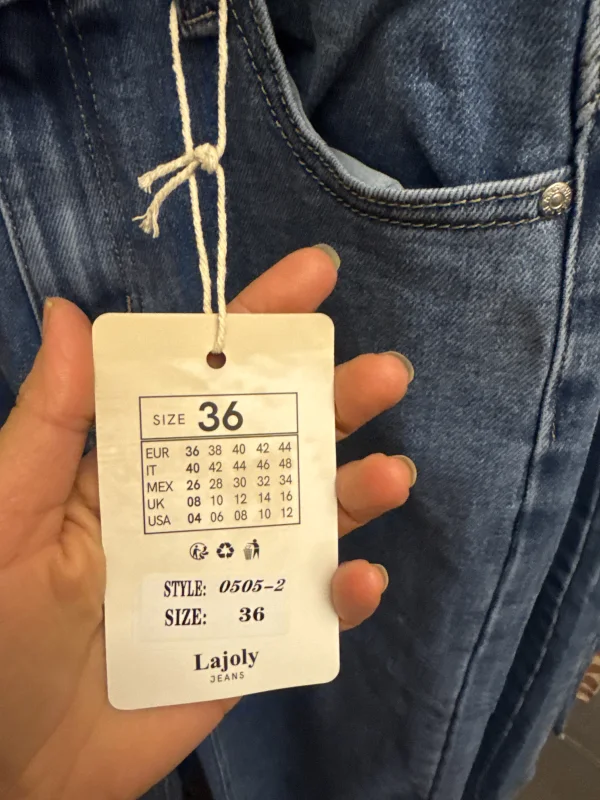 SIZE 36
EUR 36 38 40 42 44
IT 40 42 44 46 48
MEX 26 28 30 32 34
UK 08 10 12 14 16
USA 04 06 08 10 12
STYLE: 0505-2
SIZE: 36
Lajoly
JEANS